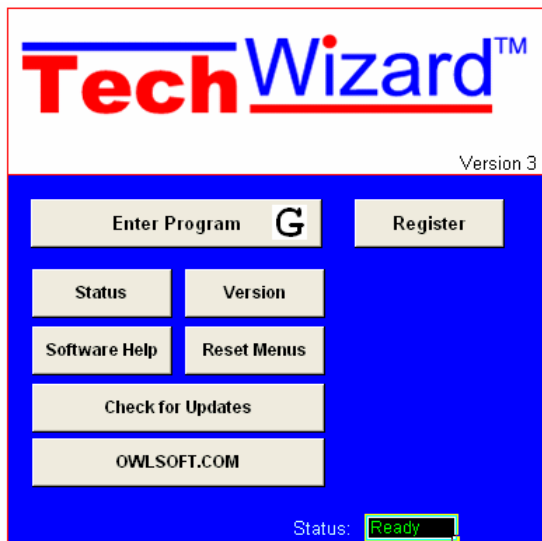 TechWizard™
Version 3
Enter Program G Register
Status Version
Software Help Reset Menus
Check for Updates
OWLSOFT.COM
Status: Ready